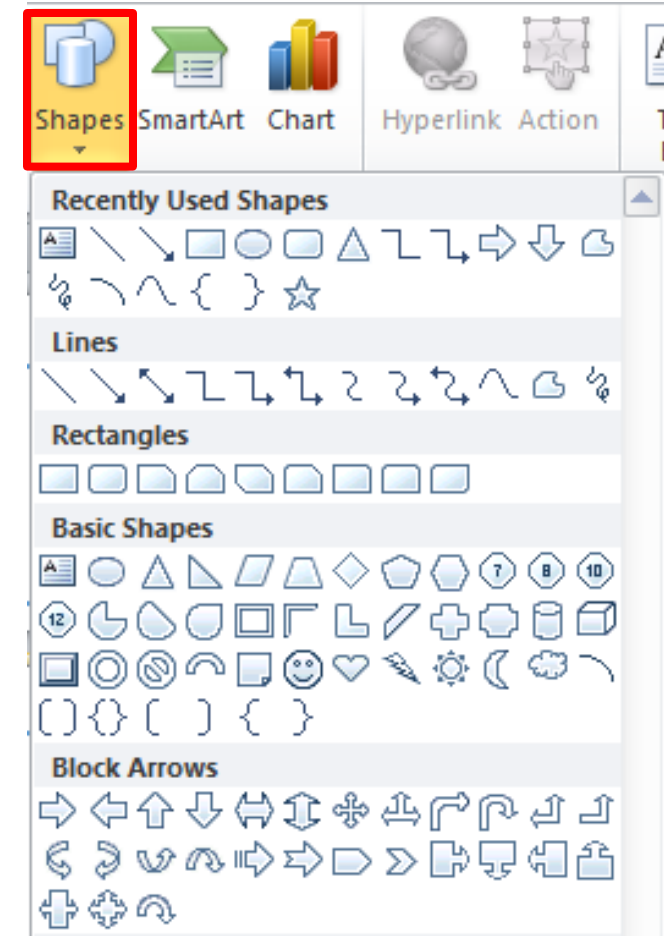 Shapes SmartArt Chart Hyperlink Action
Recently Used Shapes
A
Lines
Rectangles
Basic Shapes
A
7 8 10
12
Block Arrows